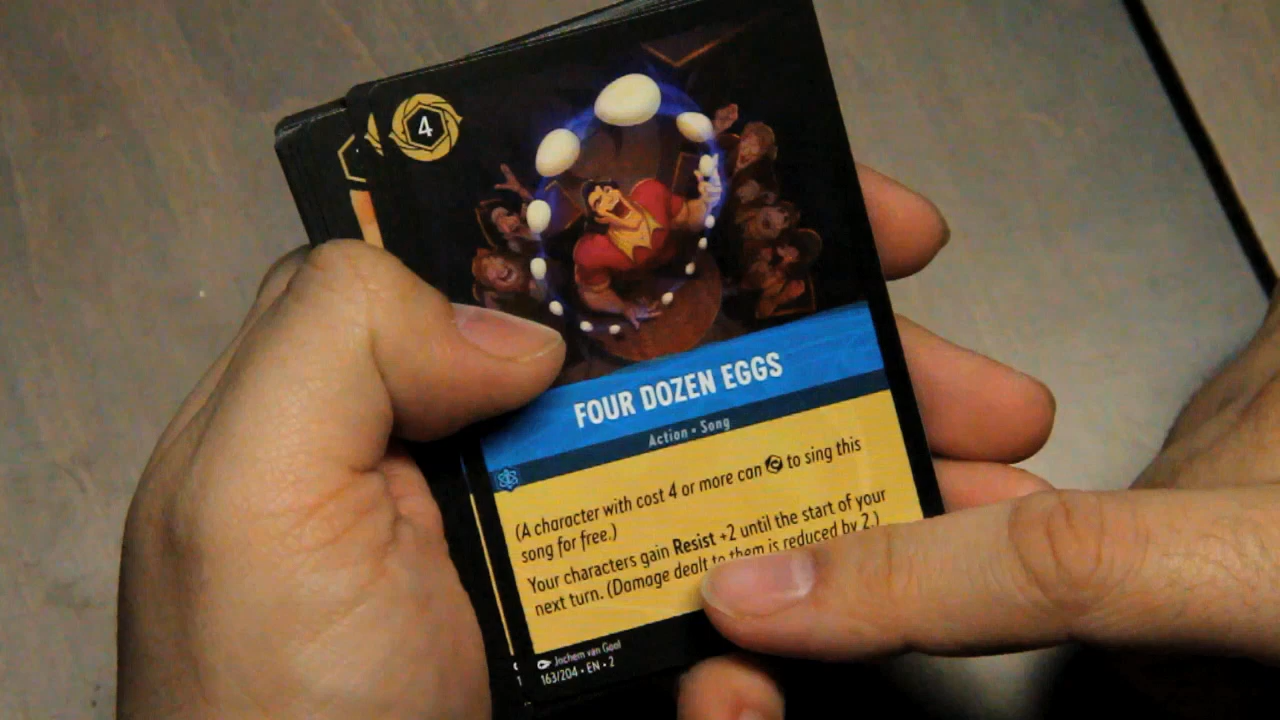 4
FOUR DOZEN EGGS
Action • Song
(A character with cost 4 or more can to sing this
song for free.)
Your characters gain Resist +2 until the start of your
next turn. (Damage dealt to them is reduced by 2.)
Jochem van Gool
163/204 • EN • 2
1